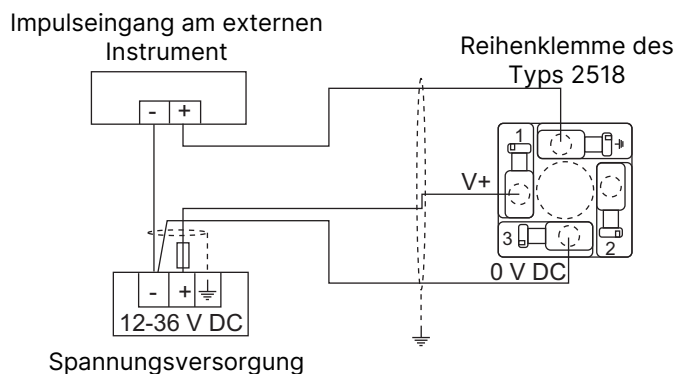 Impulseingang am externen
Instrument
- +
Reihenklemme des
Typs 2518
1
V+
3
2
0 V DC
- +
12-36 V DC
Spannungsversorgung